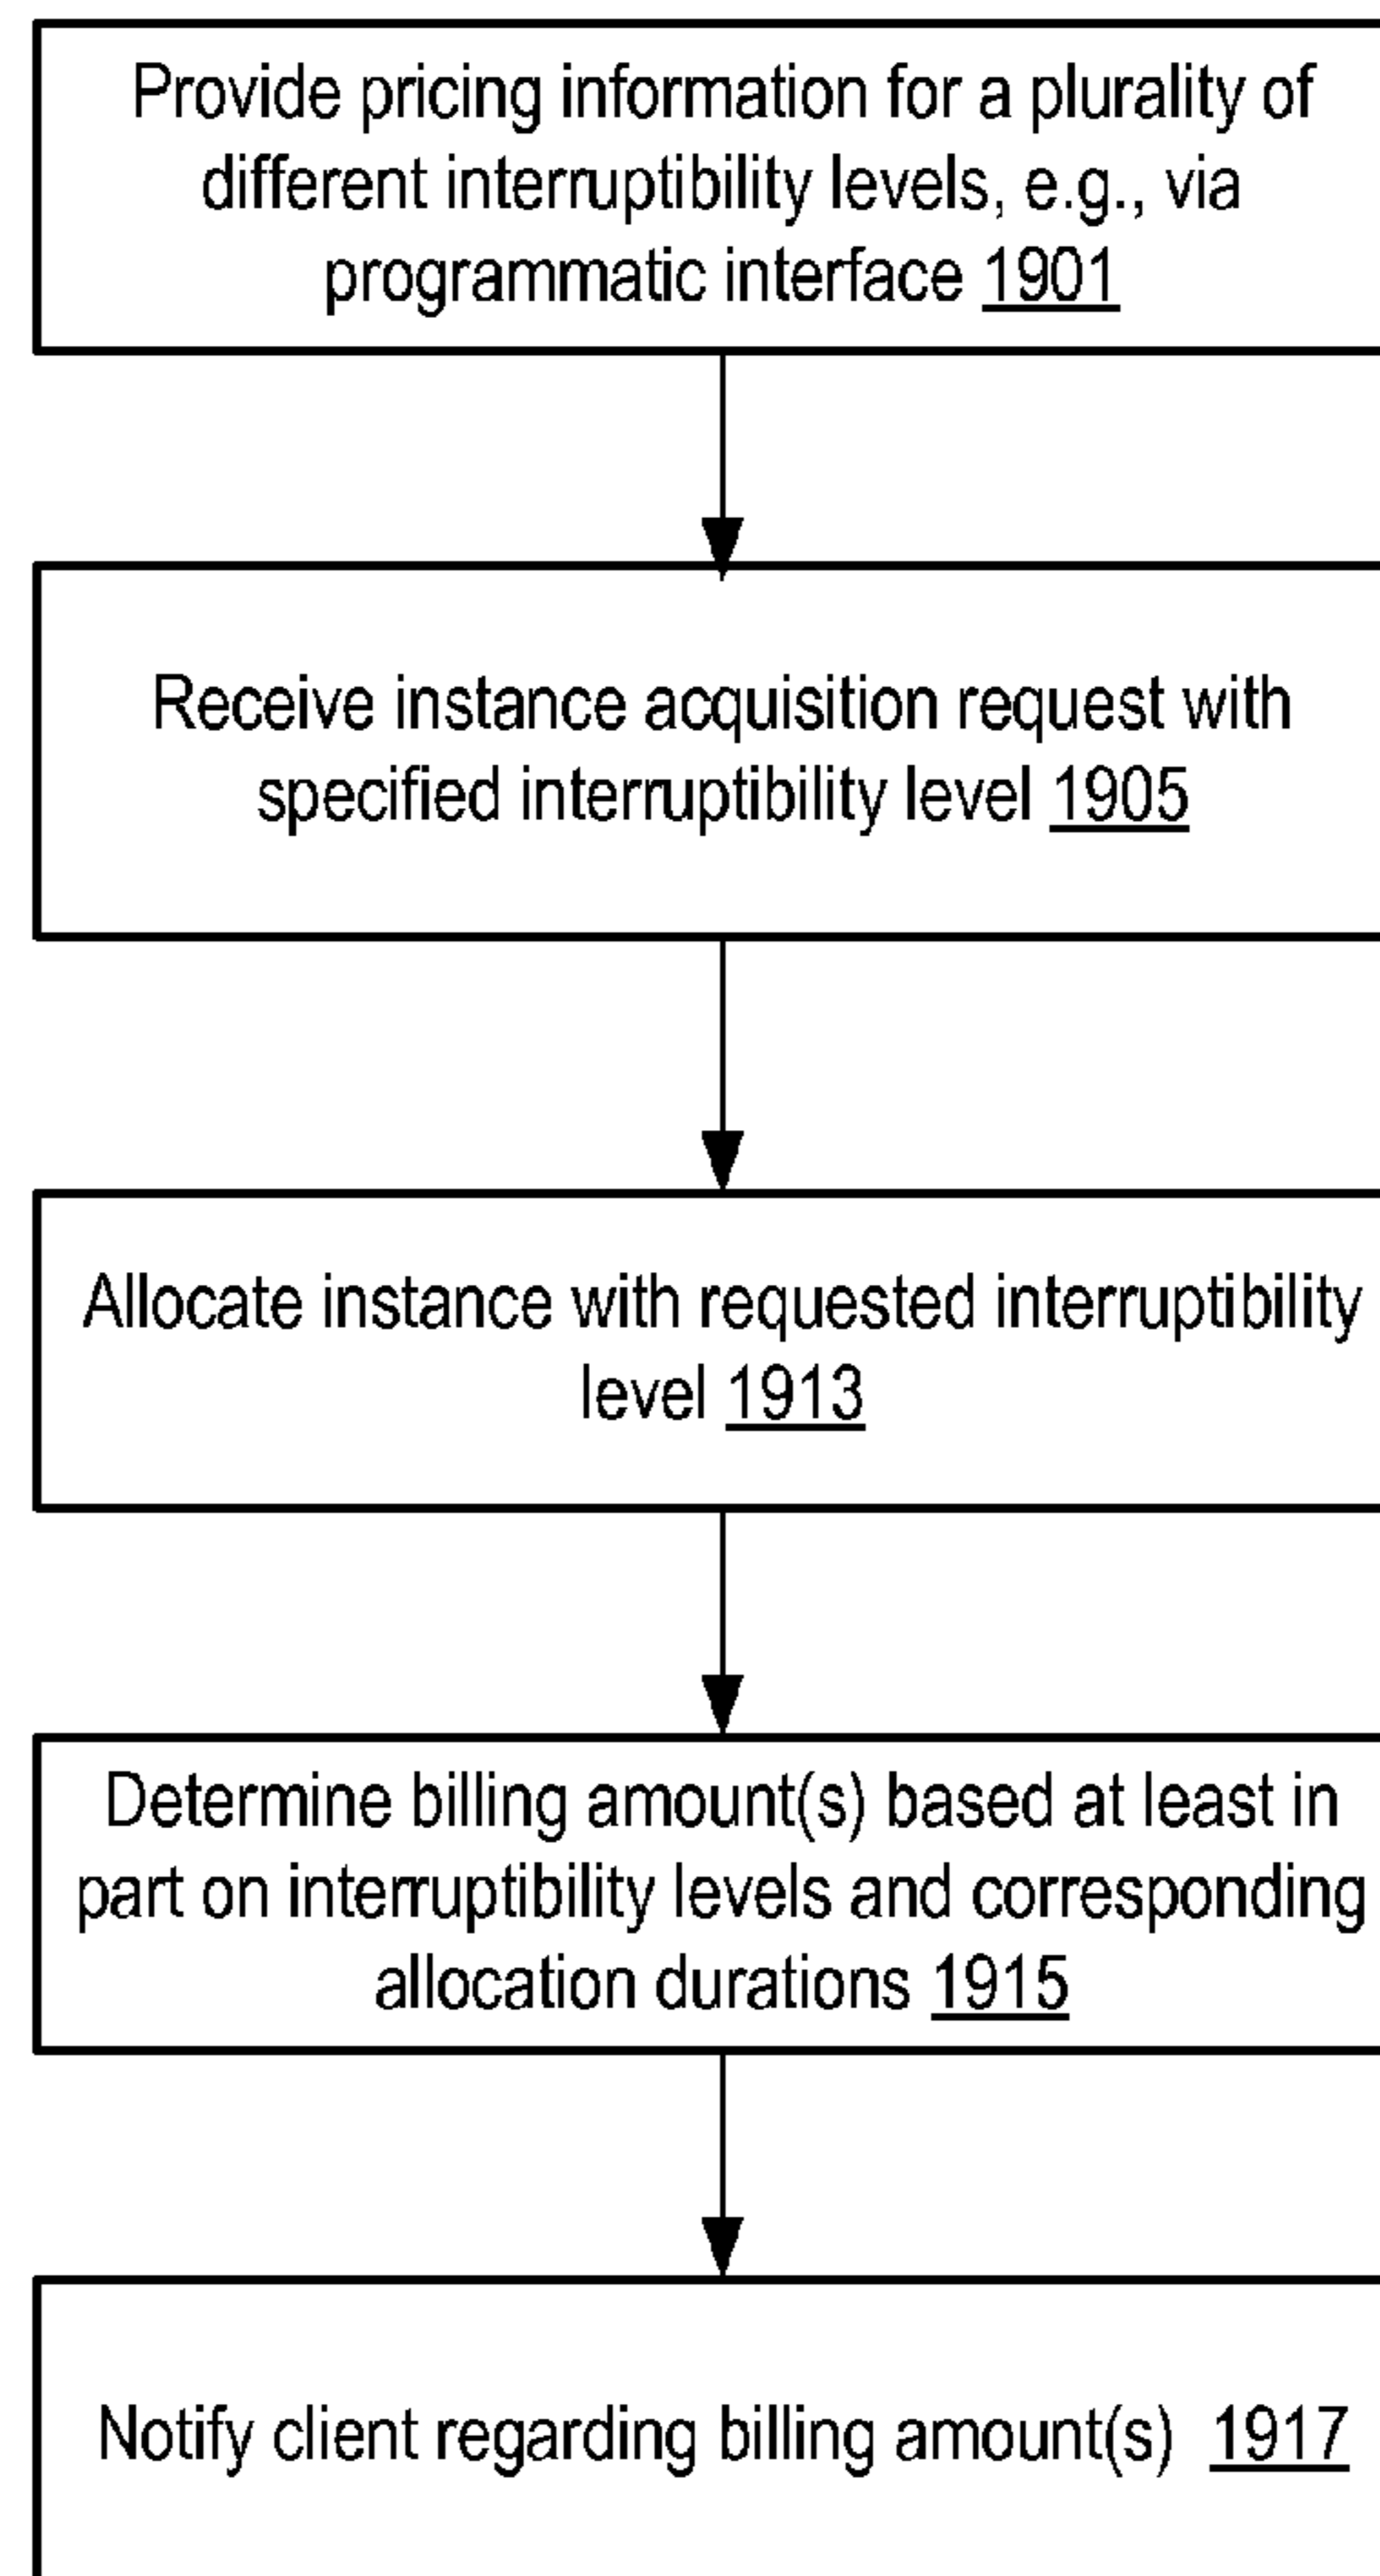 Provide pricing information for a plurality of
different interruptibility levels, e.g., via
programmatic interface 1901
Receive instance acquisition request with
specified interruptibility level 1905
Allocate instance with requested interruptibility
level 1913
Determine billing amount(s) based at least in
part on interruptibility levels and corresponding
allocation durations 1915
Notify client regarding billing amount(s) 1917